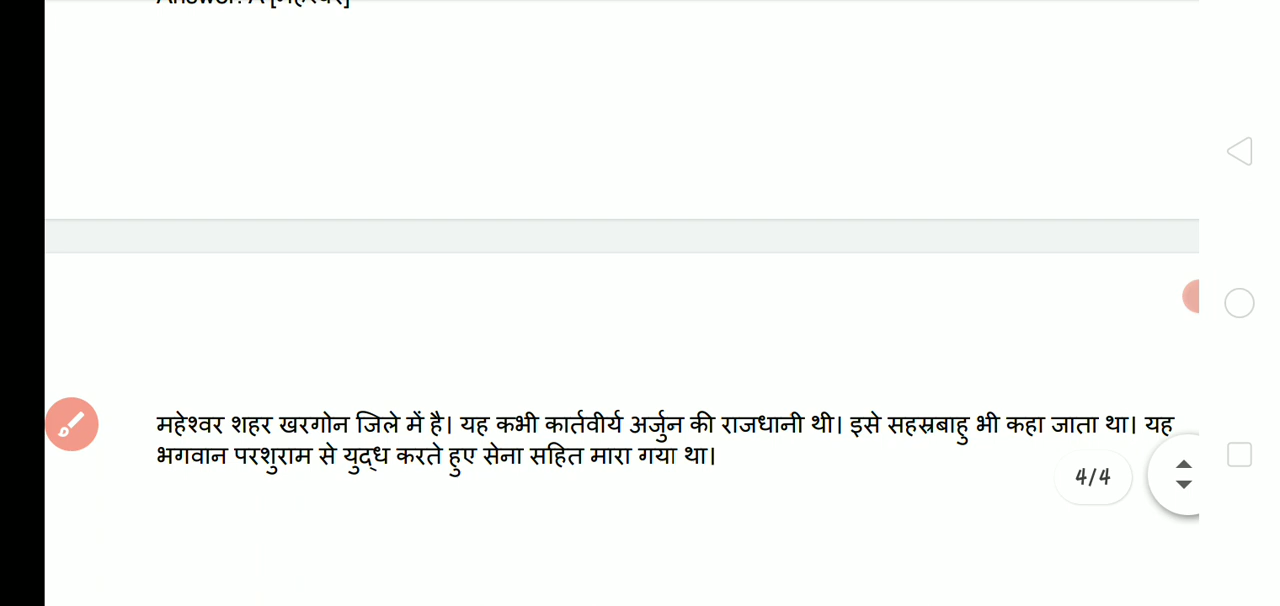 महेश्वर शहर खरगोन जिले में है। यह कभी कार्तवीर्य अर्जुन की राजधानी थी। इसे सहस्रबाहु भी कहा जाता था। यह
भगवान परशुराम से युद्ध करते हुए सेना सहित मारा गया था।
4/4